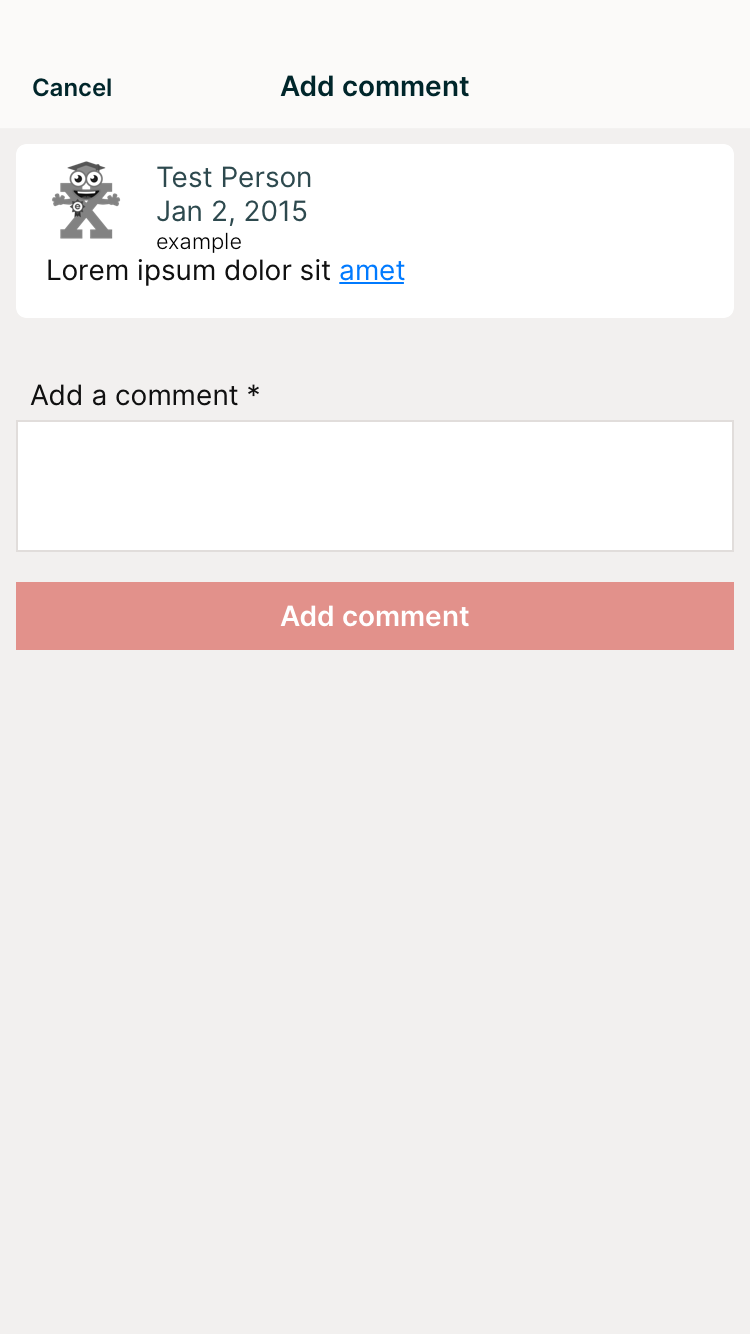 Cancel
Add comment
Test Person
Jan 2, 2015
example
Lorem ipsum dolor sit amet
Add a comment *
Add comment